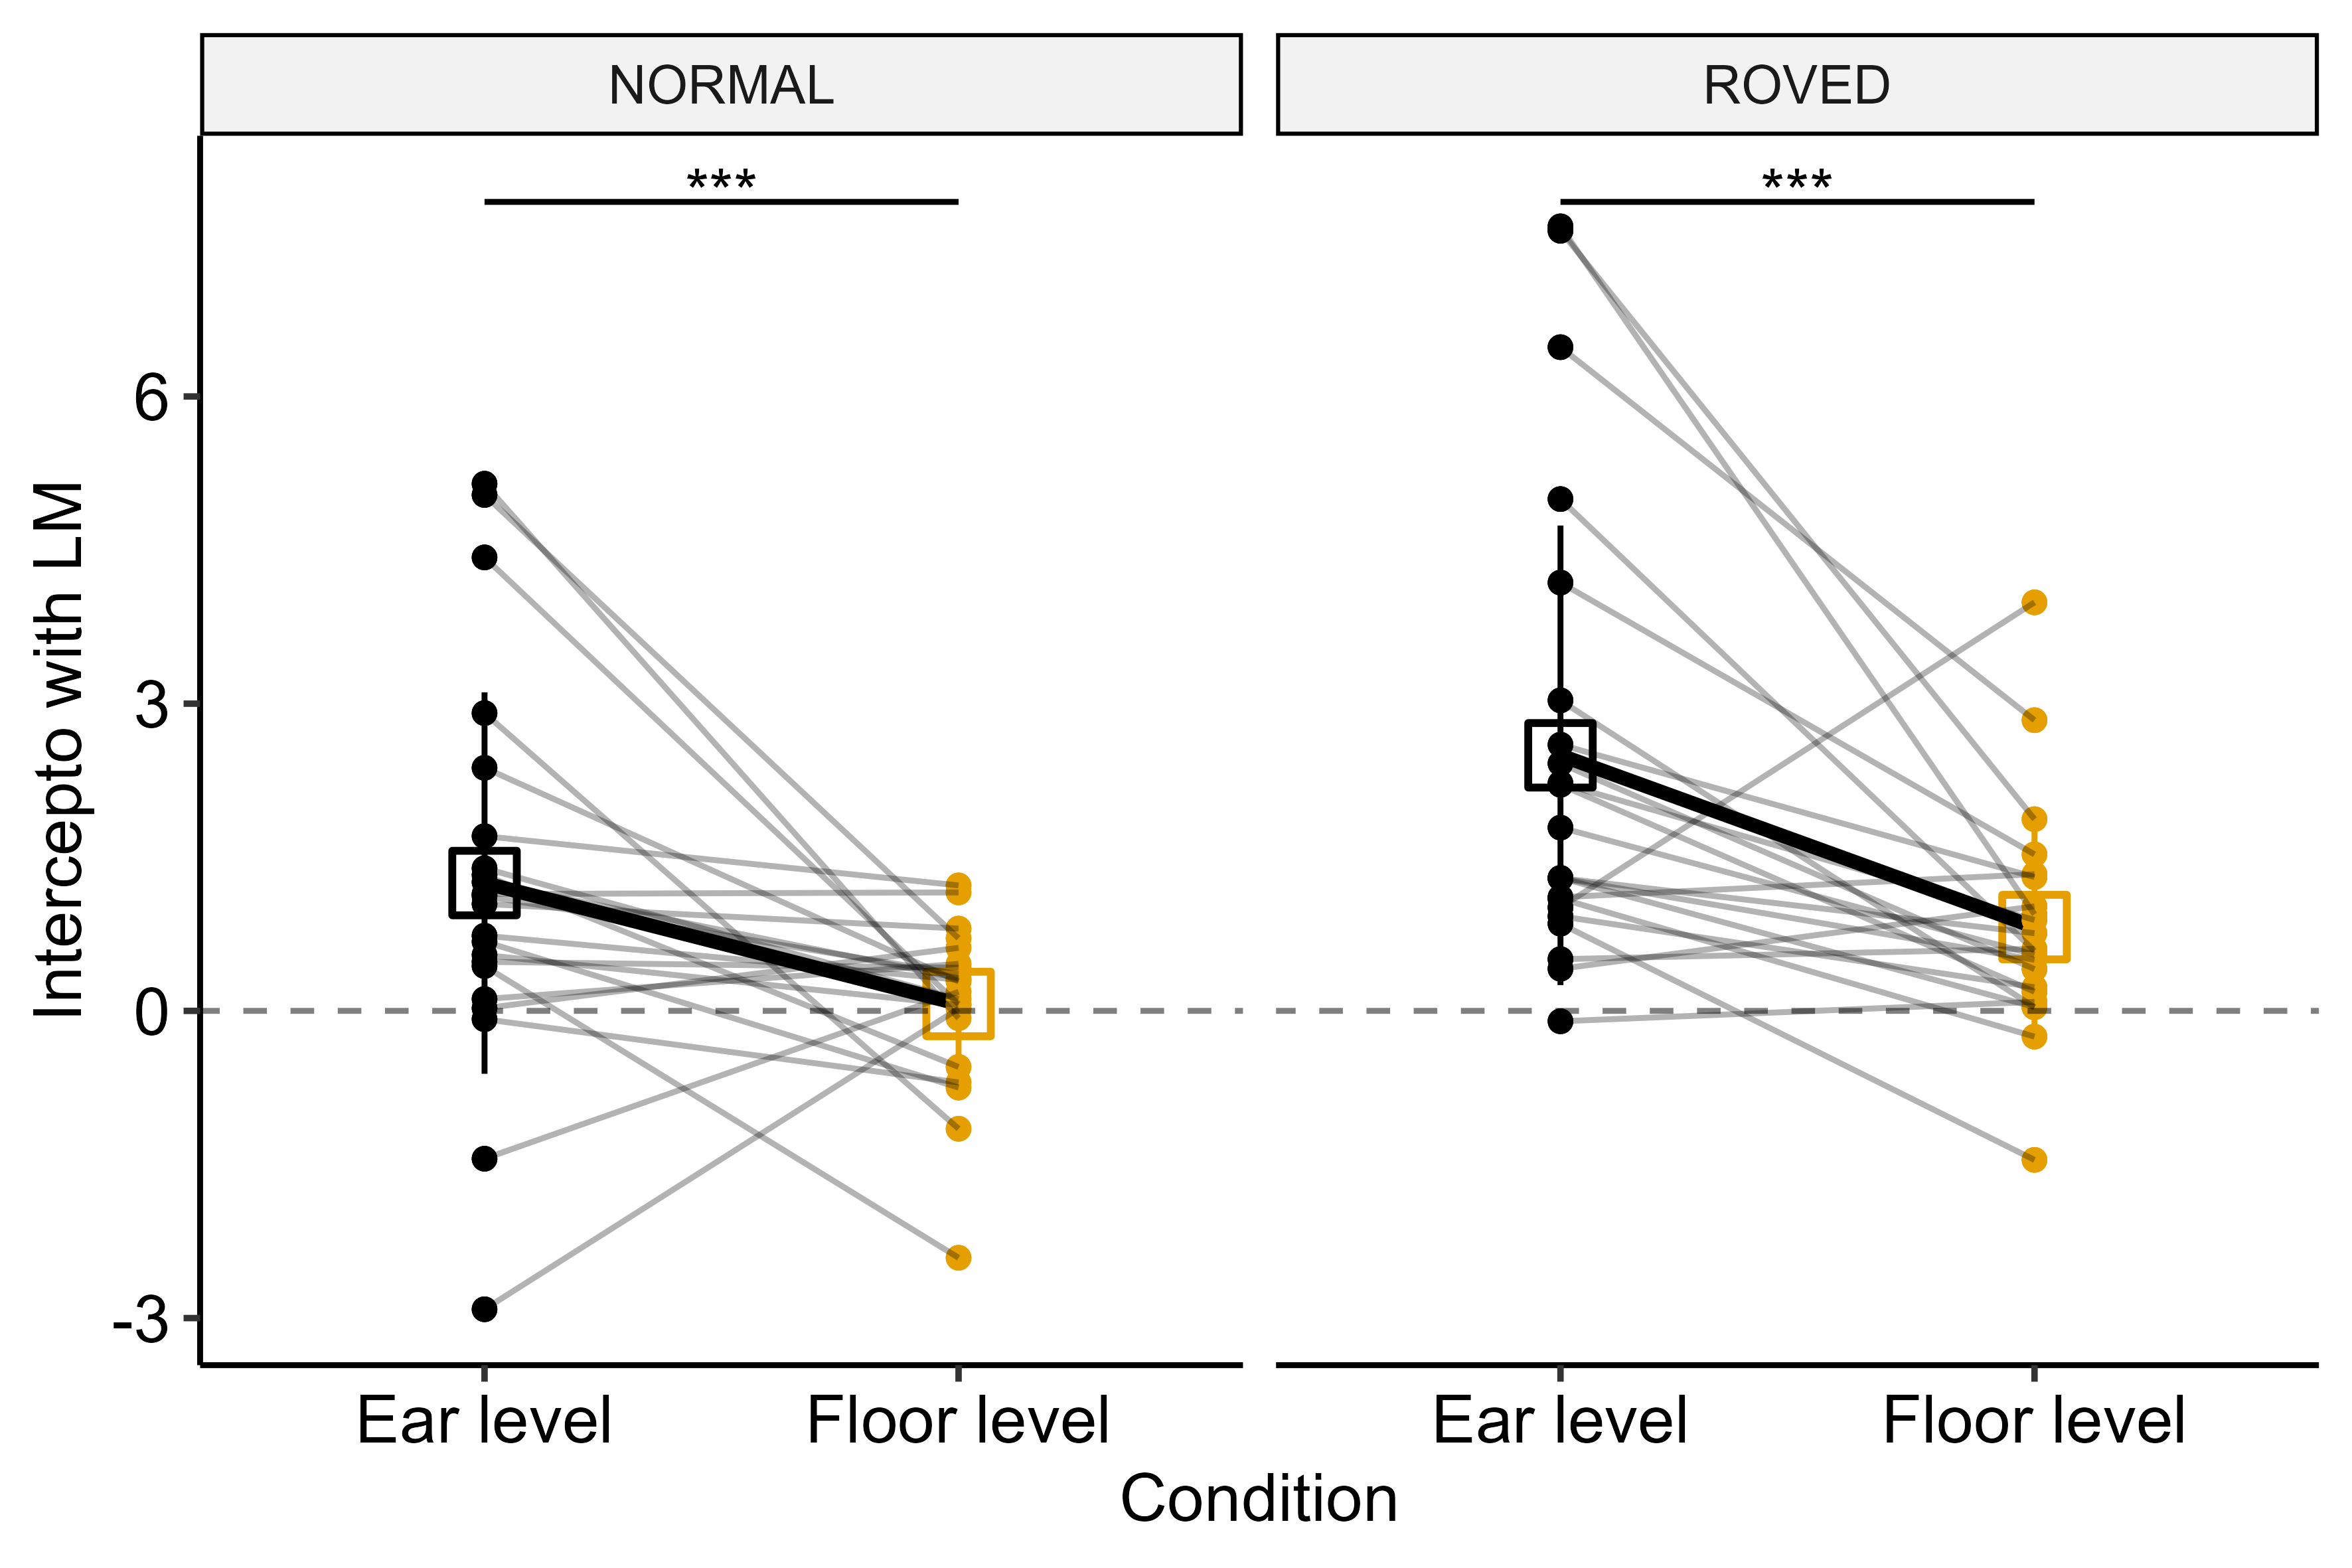 NORMAL
ROVED
***
***
Intercepto with LM
6
3
0
-3
Ear level
Floor level
Ear level
Floor level
Condition